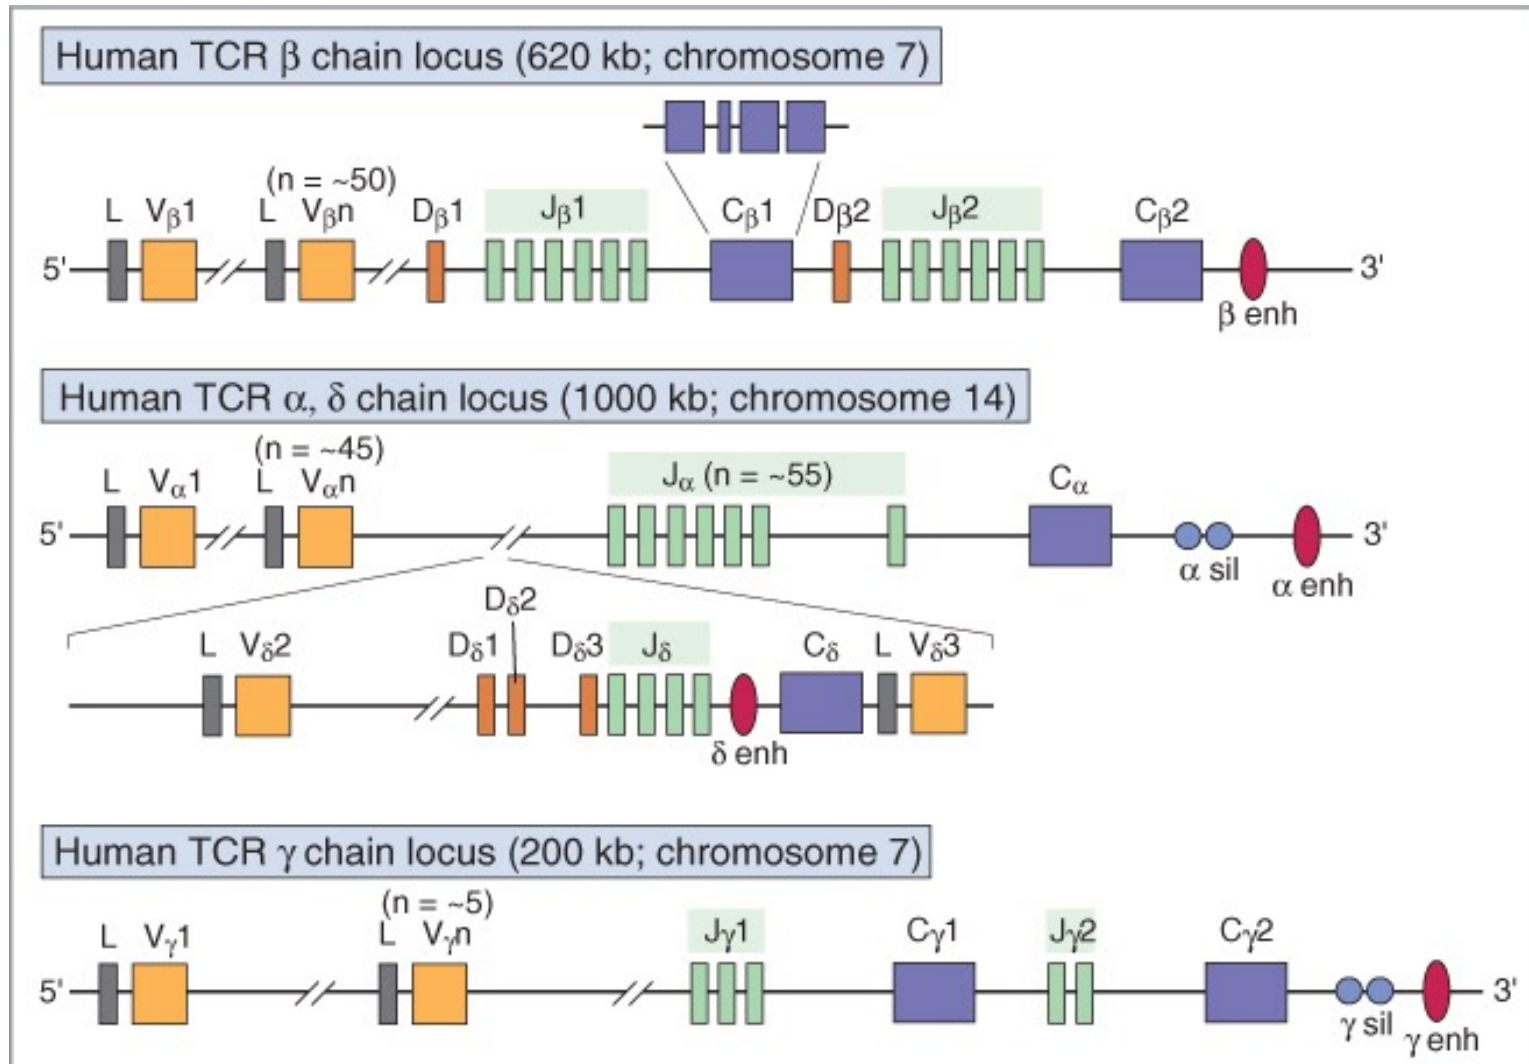 Human TCR β chain locus (620 kb; chromosome 7)
(n = ~50)
L Vβ1 L Vβn Dβ1 Jβ1 Cβ1 Dβ2 Jβ2 Cβ2
5' 3'
β enh
Human TCR α, δ chain locus (1000 kb; chromosome 14)
(n = ~45)
L Vα1 L Vαn Jα (n = ~55) Cα
5' 3'
α sil α enh
Dδ2
L Vδ2 Dδ1 Dδ3 Jδ Cδ L Vδ3
δ enh
Human TCR γ chain locus (200 kb; chromosome 7)
(n = ~5)
L Vγ1 L Vγn Jγ1 Cγ1 Jγ2 Cγ2
5' 3'
γ sil γ enh